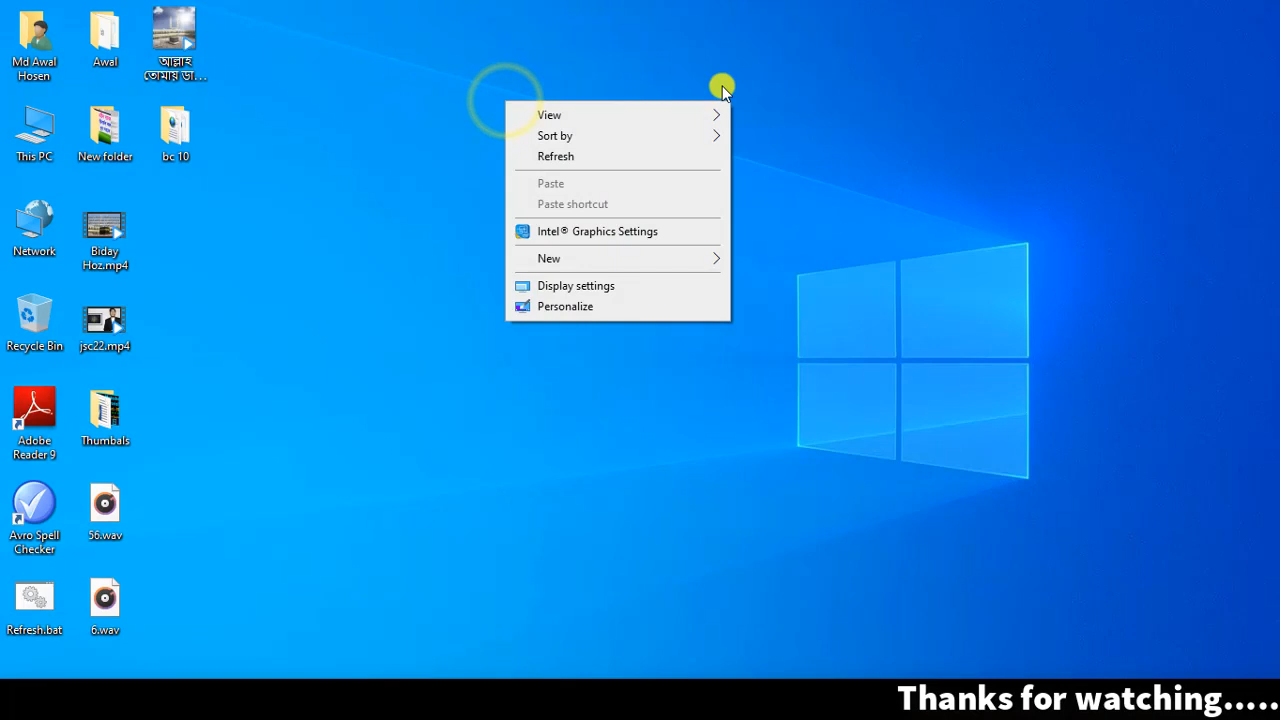 Md Awal
Hosen
Awal
আল্লাহ
তোমায় ডা...
This PC
New folder
bc 10
Network
Biday
Hoz.mp4
Recycle Bin
jsc22.mp4
Adobe
Reader 9
Thumbals
Avro Spell
Checker
56.wav
Refresh.bat
6.wav
View
Sort by
Refresh
Paste
Paste shortcut
Intel® Graphics Settings
New
Display settings
Personalize
Thanks for watching.....